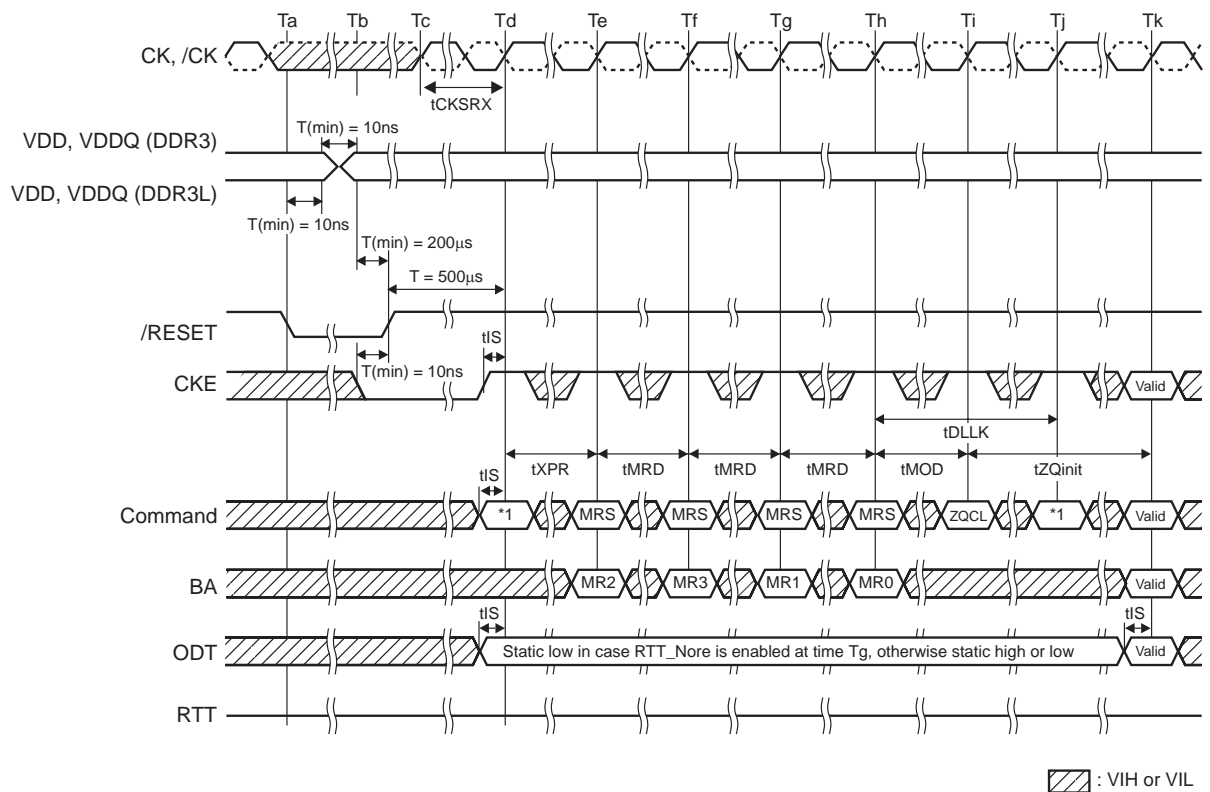 Ta Tb Tc Td Te Tf Tg Th Ti Tj Tk
CK, /CK
tCKSRX
T(min) = 10ns
VDD, VDDQ (DDR3)
VDD, VDDQ (DDR3L)
T(min) = 10ns
T(min) = 200μs
T = 500μs
/RESET
tIS
T(min) = 10ns
CKE
Valid
tDLLK
tXPR tMRD tMRD tMRD tMOD tZQinit
tIS
Command
*1 MRS MRS MRS MRS ZQCL *1 Valid
BA
MR2 MR3 MR1 MR0 Valid
tIS tIS
ODT
Static low in case RTT_Nore is enabled at time Tg, otherwise static high or low
Valid
RTT
: VIH or VIL